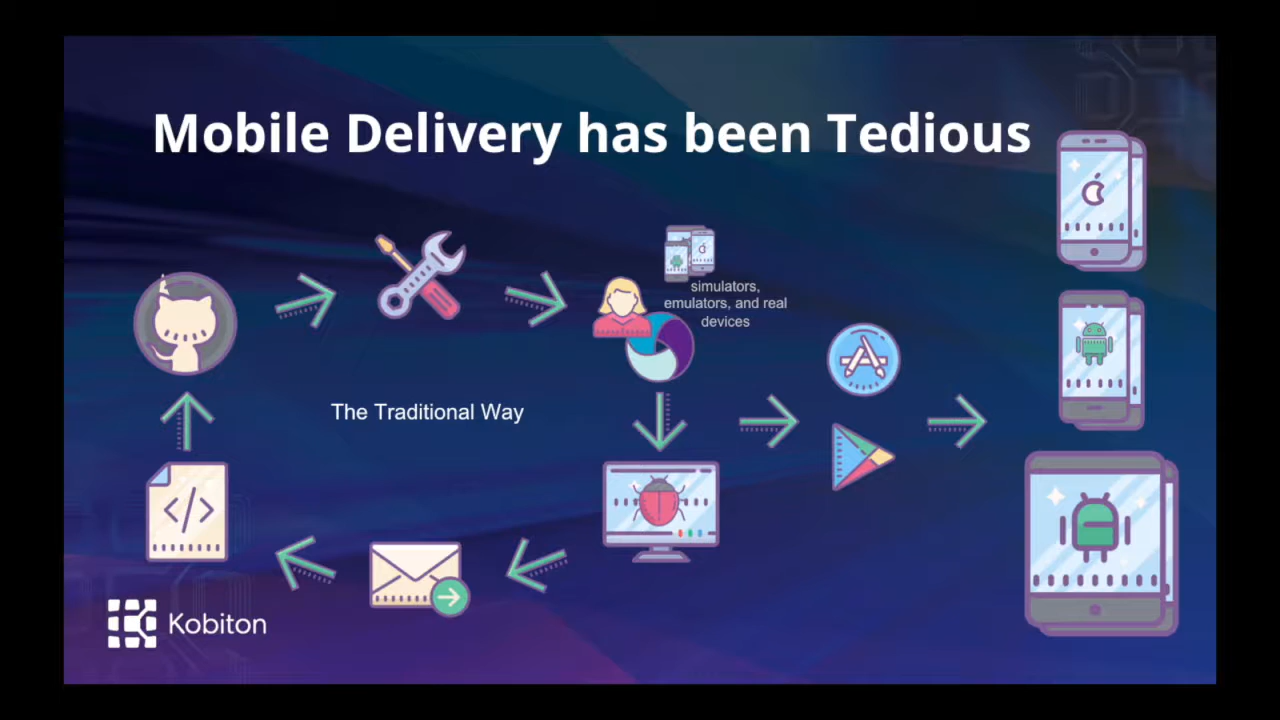 Mobile Delivery has been Tedious
simulators,
emulators, and real
devices
The Traditional Way
Kobiton